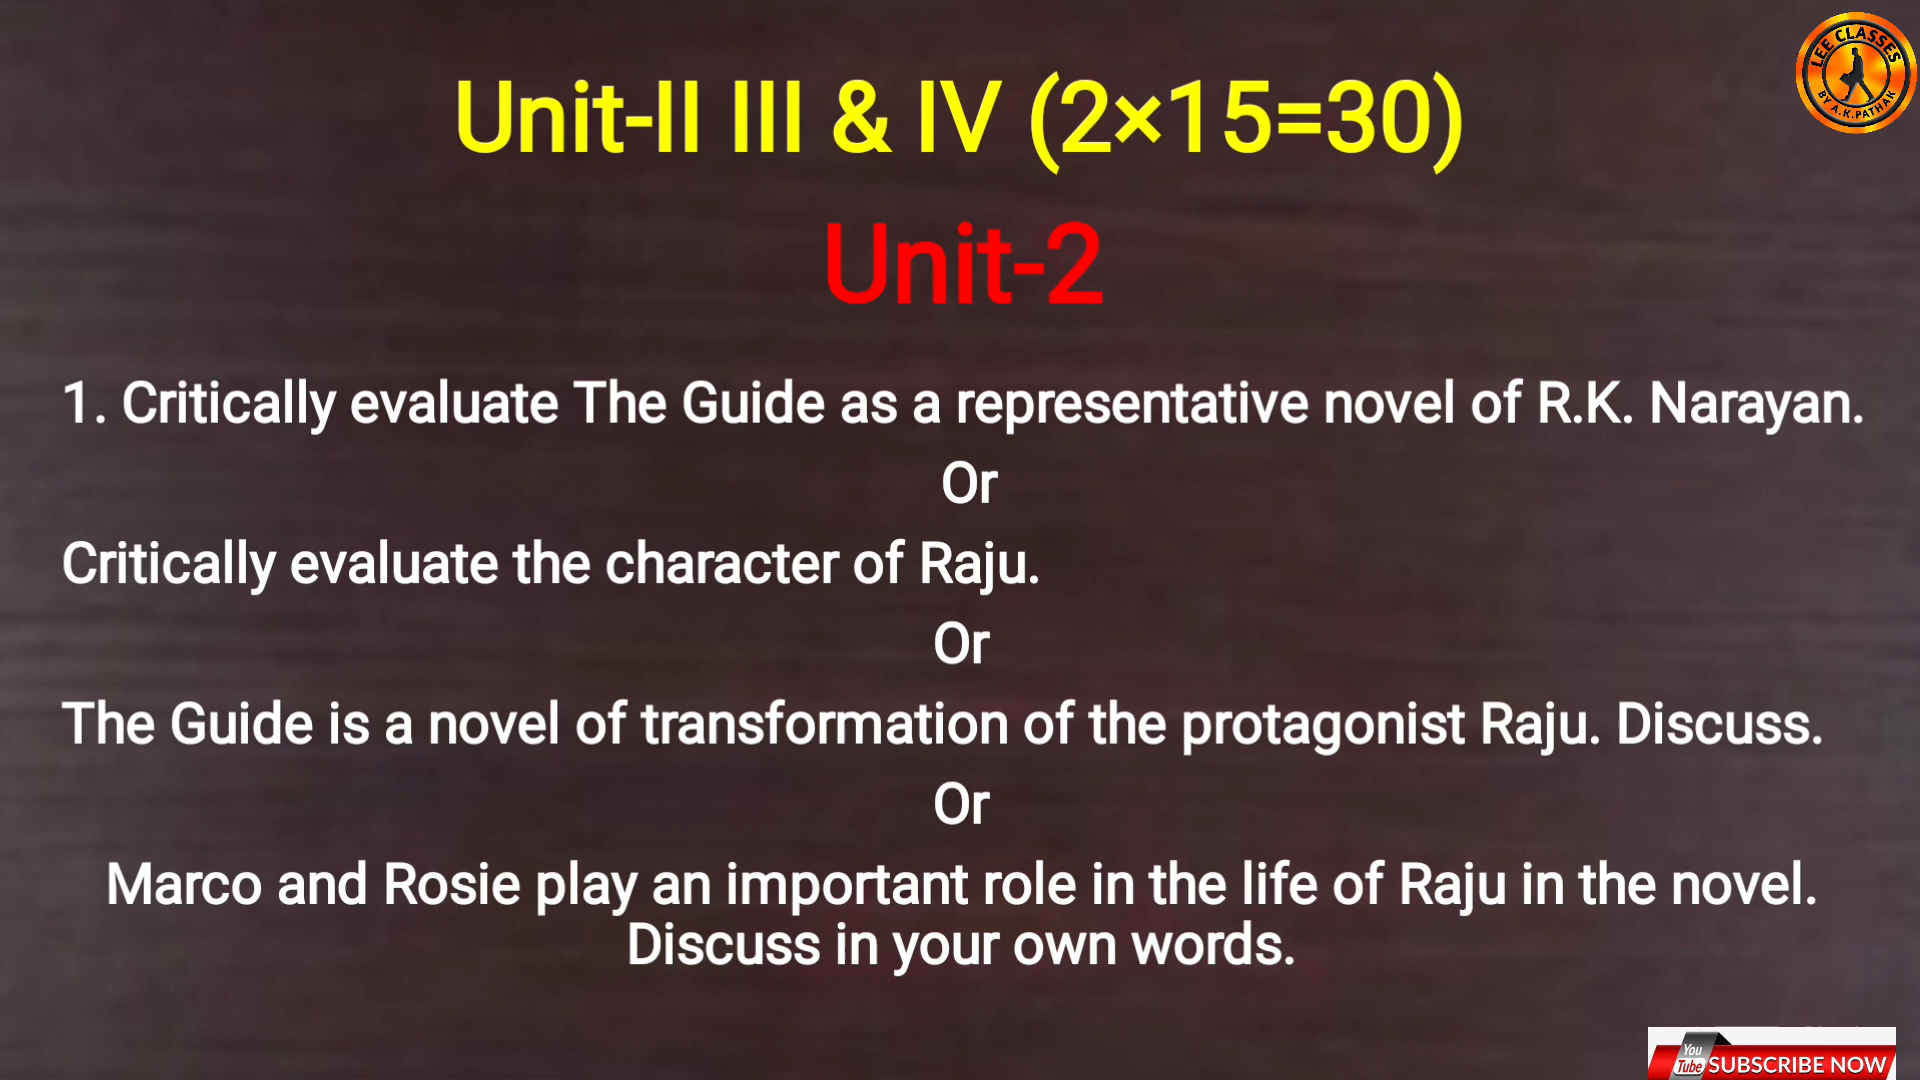 LEE CLASSES
BY A.K.PATHAK
Unit-II III & IV (2×15=30)
Unit-2
1. Critically evaluate The Guide as a representative novel of R.K. Narayan.
Or
Critically evaluate the character of Raju.
Or
The Guide is a novel of transformation of the protagonist Raju. Discuss.
Or
Marco and Rosie play an important role in the life of Raju in the novel.
Discuss in your own words.
You
Tube SUBSCRIBE NOW